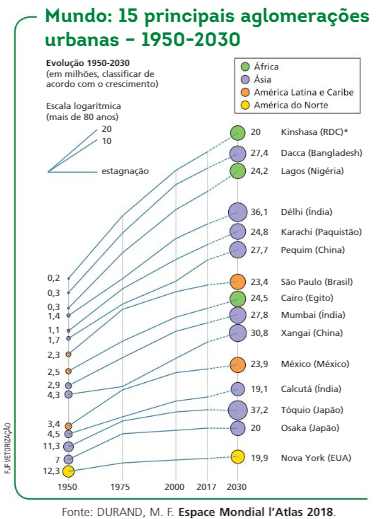 Mundo: 15 principais aglomerações
urbanas – 1950-2030
Evolução 1950-2030
(em milhões, classificar de
acordo com o crescimento)
Escala logarítmica
(mais de 80 anos)
20
10
estagnação
África
Ásia
América Latina e Caribe
América do Norte
0,2
0,3
0,3
1,4
1,1
1,7
2,3
2,5
2,9
4,3
3,4
4,5
11,3
7
12,3
20 Kinshasa (RDC)*
27,4 Dacca (Bangladesh)
24,2 Lagos (Nigéria)
36,1 Délhi (Índia)
24,8 Karachi (Paquistão)
27,7 Pequim (China)
23,4 São Paulo (Brasil)
24,5 Cairo (Egito)
27,8 Mumbai (Índia)
30,8 Xangai (China)
23,9 México (México)
19,1 Calcutá (Índia)
37,2 Tóquio (Japão)
20 Osaka (Japão)
19,9 Nova York (EUA)
1950 1975 2000 2017 2030
FJF VETORIZAÇÃO
Fonte: DURAND, M. F. Espace Mondial l'Atlas 2018.